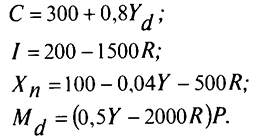 C = 300 + 0,8Y_d;
I = 200 – 1500R;
X_n = 100 – 0,04Y – 500R;
M_d = (0,5Y – 2000R)P.